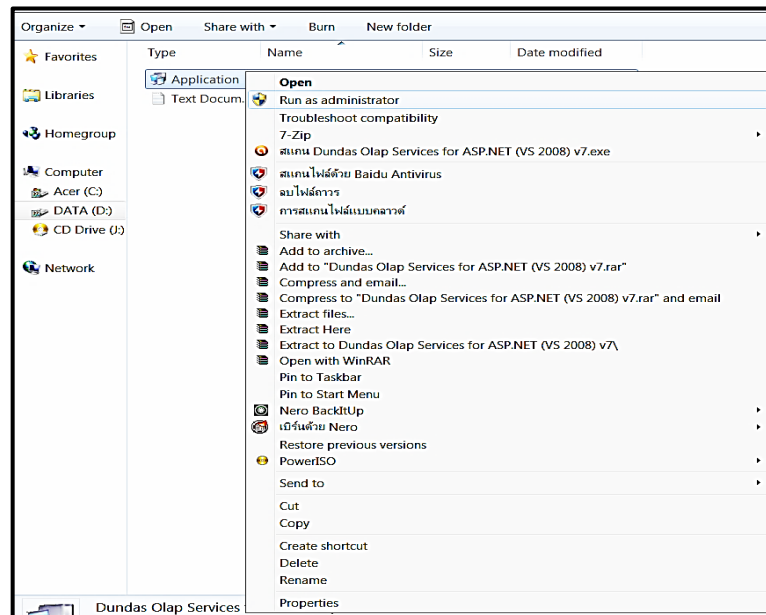 Organize Open Share with Burn New folder
Favorites
Libraries
Homegroup
Computer
Acer (C:)
DATA (D:)
CD Drive (J:)
Network
Type Name Size Date modified
Application
Text Docum
Open
Run as administrator
Troubleshoot compatibility
7-Zip
สแกน Dundas Olap Services for ASP.NET (VS 2008) v7.exe
สแกนไฟล์ด้วย Baidu Antivirus
ลบไฟล์ถาวร
การสแกนไฟล์แบบคลาวด์
Share with
Add to archive...
Add to "Dundas Olap Services for ASP.NET (VS 2008) v7.rar"
Compress and email...
Compress to "Dundas Olap Services for ASP.NET (VS 2008) v7.rar" and email
Extract files...
Extract Here
Extract to Dundas Olap Services for ASP.NET (VS 2008) v7\
Open with WinRAR
Pin to Taskbar
Pin to Start Menu
Nero BackItUp
เบิร์นด้วย Nero
Restore previous versions
PowerISO
Send to
Cut
Copy
Create shortcut
Delete
Rename
Properties
Dundas Olap Services